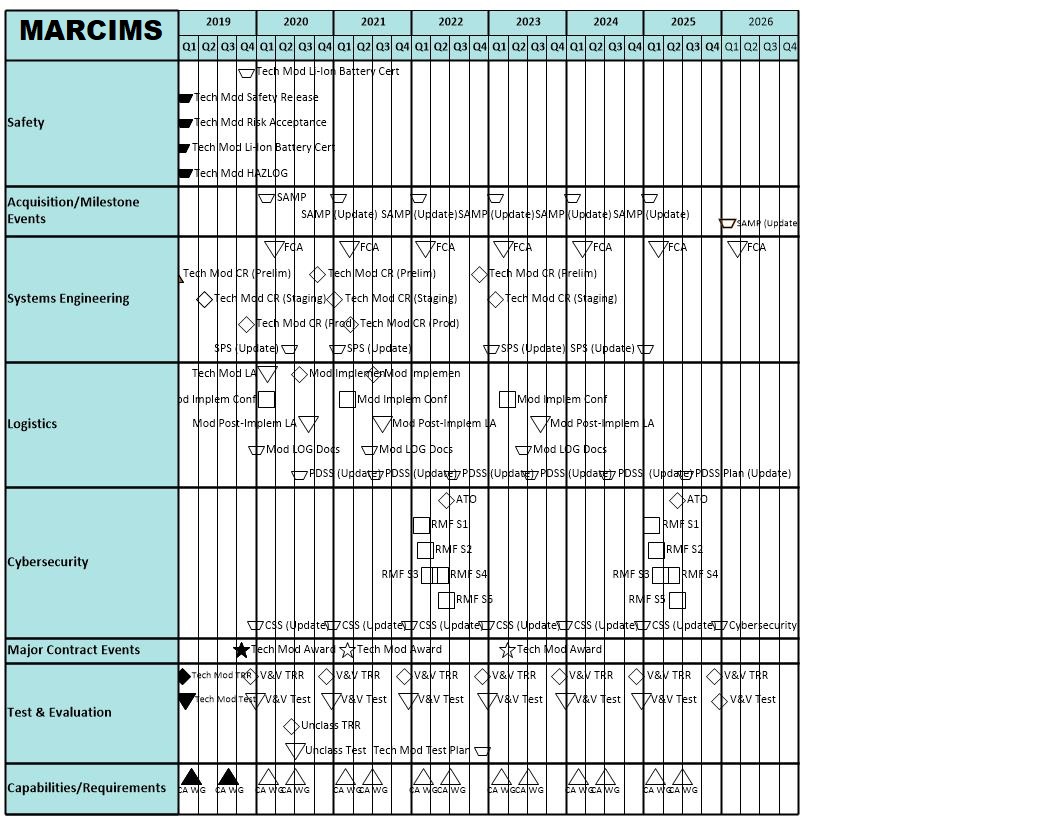 MARCIMS
2019 2020 2021 2022 2023 2024 2025 2026
Q1 Q2 Q3 Q4 Q1 Q2 Q3 Q4 Q1 Q2 Q3 Q4 Q1 Q2 Q3 Q4 Q1 Q2 Q3 Q4 Q1 Q2 Q3 Q4 Q1 Q2 Q3 Q4 Q1 Q2 Q3 Q4
Safety
Tech Mod Li-Ion Battery Cert
Tech Mod Safety Release
Tech Mod Risk Acceptance
Tech Mod Li-Ion Battery Cert
Tech Mod HAZLOG
Acquisition/Milestone
Events
SAMP
SAMP (Update) SAMP (Update) SAMP (Update) SAMP (Update) SAMP (Update)
SAMP (Update
Systems Engineering
FCA FCA FCA FCA FCA FCA FCA
Tech Mod CR (Prelim) Tech Mod CR (Prelim) Tech Mod CR (Prelim)
Tech Mod CR (Staging) Tech Mod CR (Staging) Tech Mod CR (Staging)
Tech Mod CR (Prod) Tech Mod CR (Prod)
SPS (Update) SPS (Update) SPS (Update) SPS (Update)
Logistics
Tech Mod LA Mod Implemen Mod Implemen
od Implem Conf Mod Implem Conf Mod Implem Conf
Mod Post-Implem LA Mod Post-Implem LA Mod Post-Implem LA
Mod LOG Docs Mod LOG Docs Mod LOG Docs
PDSS (Update) PDSS (Update) PDSS (Update) PDSS (Update) PDSS (Update) PDSS Plan (Update)
Cybersecurity
ATO ATO
RMF S1 RMF S1
RMF S2 RMF S2
RMF S3 RMF S4 RMF S3 RMF S4
RMF S5 RMF S5
CSS (Update) CSS (Update) CSS (Update) CSS (Update) CSS (Update) CSS (Update) Cybersecurity
Major Contract Events
Tech Mod Award Tech Mod Award Tech Mod Award
Test & Evaluation
Tech Mod TRR V&V TRR V&V TRR V&V TRR V&V TRR V&V TRR V&V TRR V&V TRR
Tech Mod Test V&V Test V&V Test V&V Test V&V Test V&V Test V&V Test V&V Test
Unclass TRR
Unclass Test Tech Mod Test Plan
Capabilities/Requirements
CA WG CA WG CA WG CA WG CA WG CA WG CA WG CA WG CA WG CA WG CA WG CA WG CA WG CA WG